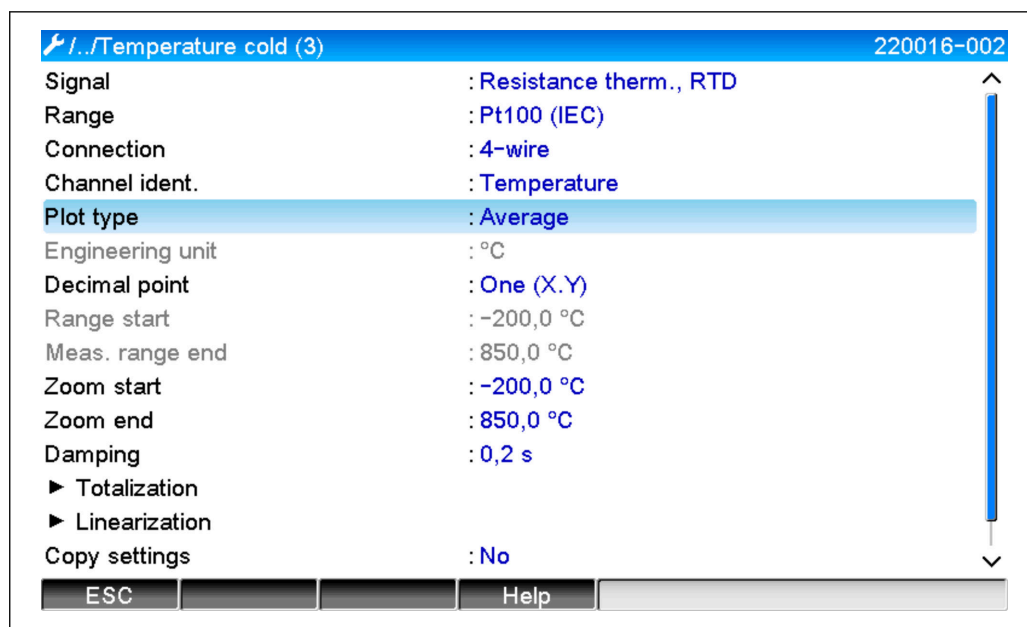 /../Temperature cold (3) 220016-002
Signal : Resistance therm., RTD
Range : Pt100 (IEC)
Connection : 4-wire
Channel ident. : Temperature
Plot type : Average
Engineering unit : °C
Decimal point : One (X.Y)
Range start : -200,0 °C
Meas. range end : 850,0 °C
Zoom start : -200,0 °C
Zoom end : 850,0 °C
Damping : 0,2 s
► Totalization
► Linearization
Copy settings : No
ESC Help